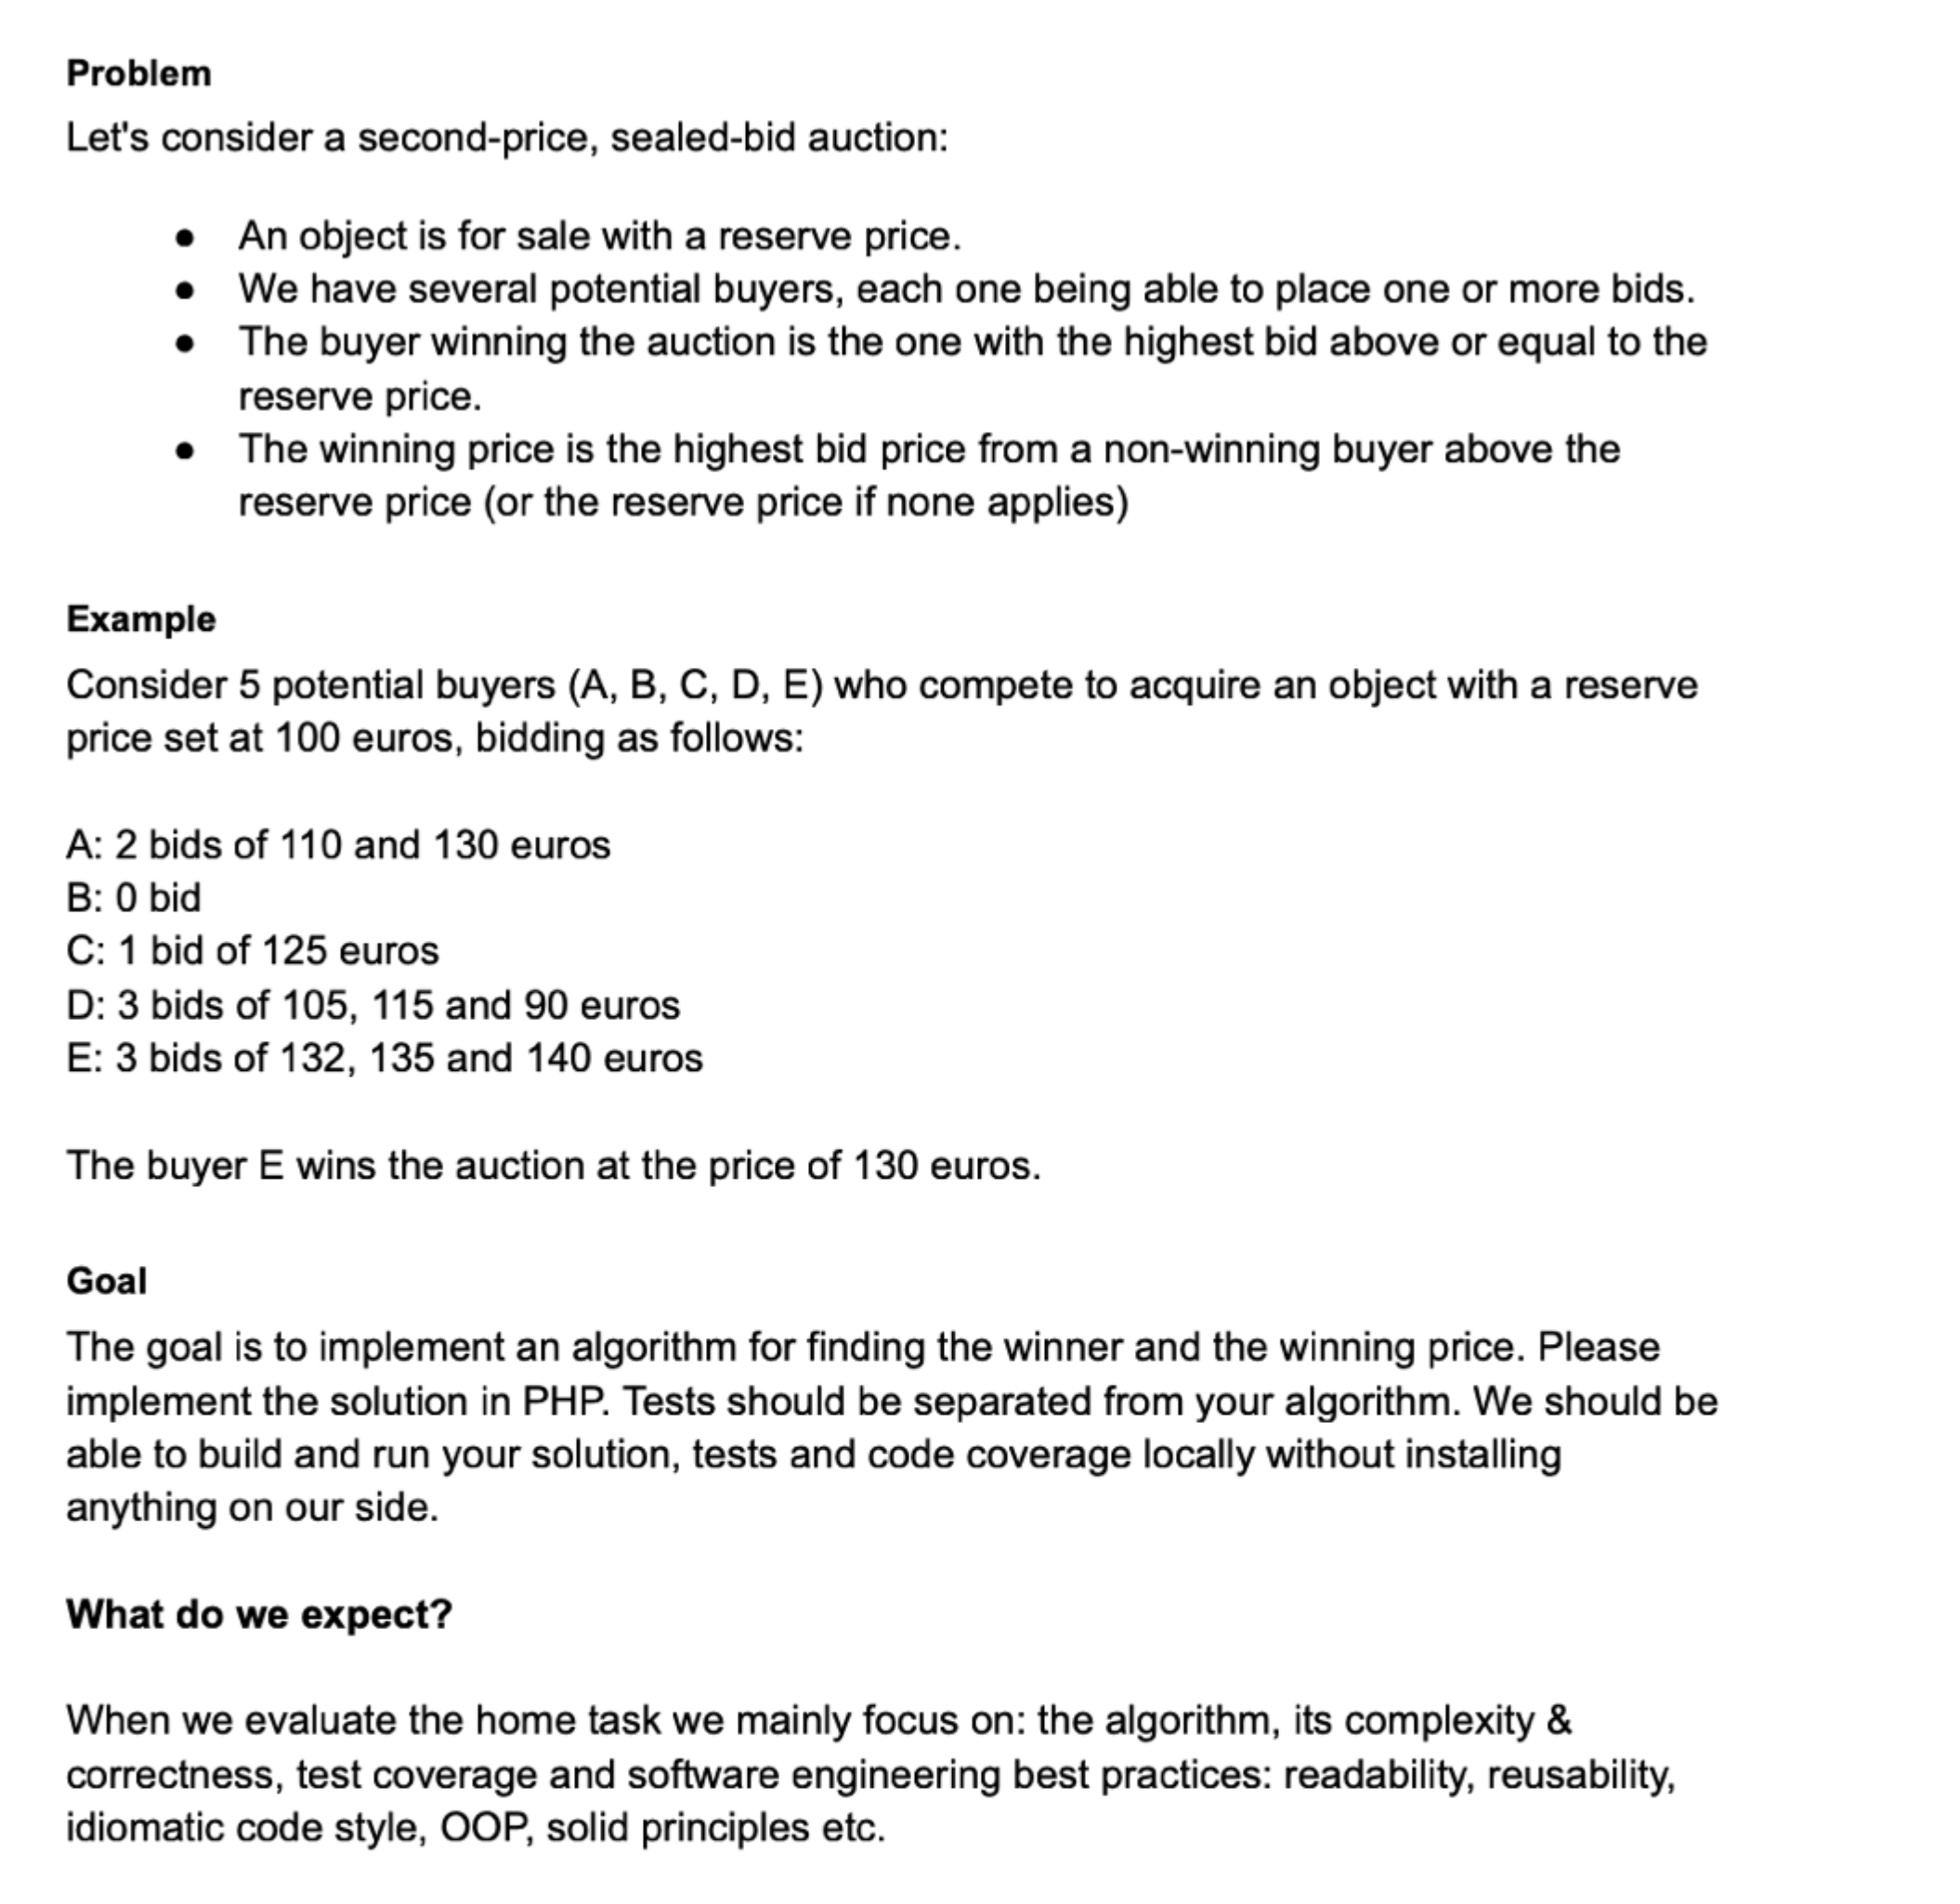 Problem
Let's consider a second-price, sealed-bid auction:
● An object is for sale with a reserve price.
● We have several potential buyers, each one being able to place one or more bids.
● The buyer winning the auction is the one with the highest bid above or equal to the
reserve price.
● The winning price is the highest bid price from a non-winning buyer above the
reserve price (or the reserve price if none applies)
Example
Consider 5 potential buyers (A, B, C, D, E) who compete to acquire an object with a reserve
price set at 100 euros, bidding as follows:
A: 2 bids of 110 and 130 euros
B: 0 bid
C: 1 bid of 125 euros
D: 3 bids of 105, 115 and 90 euros
E: 3 bids of 132, 135 and 140 euros
The buyer E wins the auction at the price of 130 euros.
Goal
The goal is to implement an algorithm for finding the winner and the winning price. Please
implement the solution in PHP. Tests should be separated from your algorithm. We should be
able to build and run your solution, tests and code coverage locally without installing
anything on our side.
What do we expect?
When we evaluate the home task we mainly focus on: the algorithm, its complexity &
correctness, test coverage and software engineering best practices: readability, reusability,
idiomatic code style, OOP, solid principles etc.